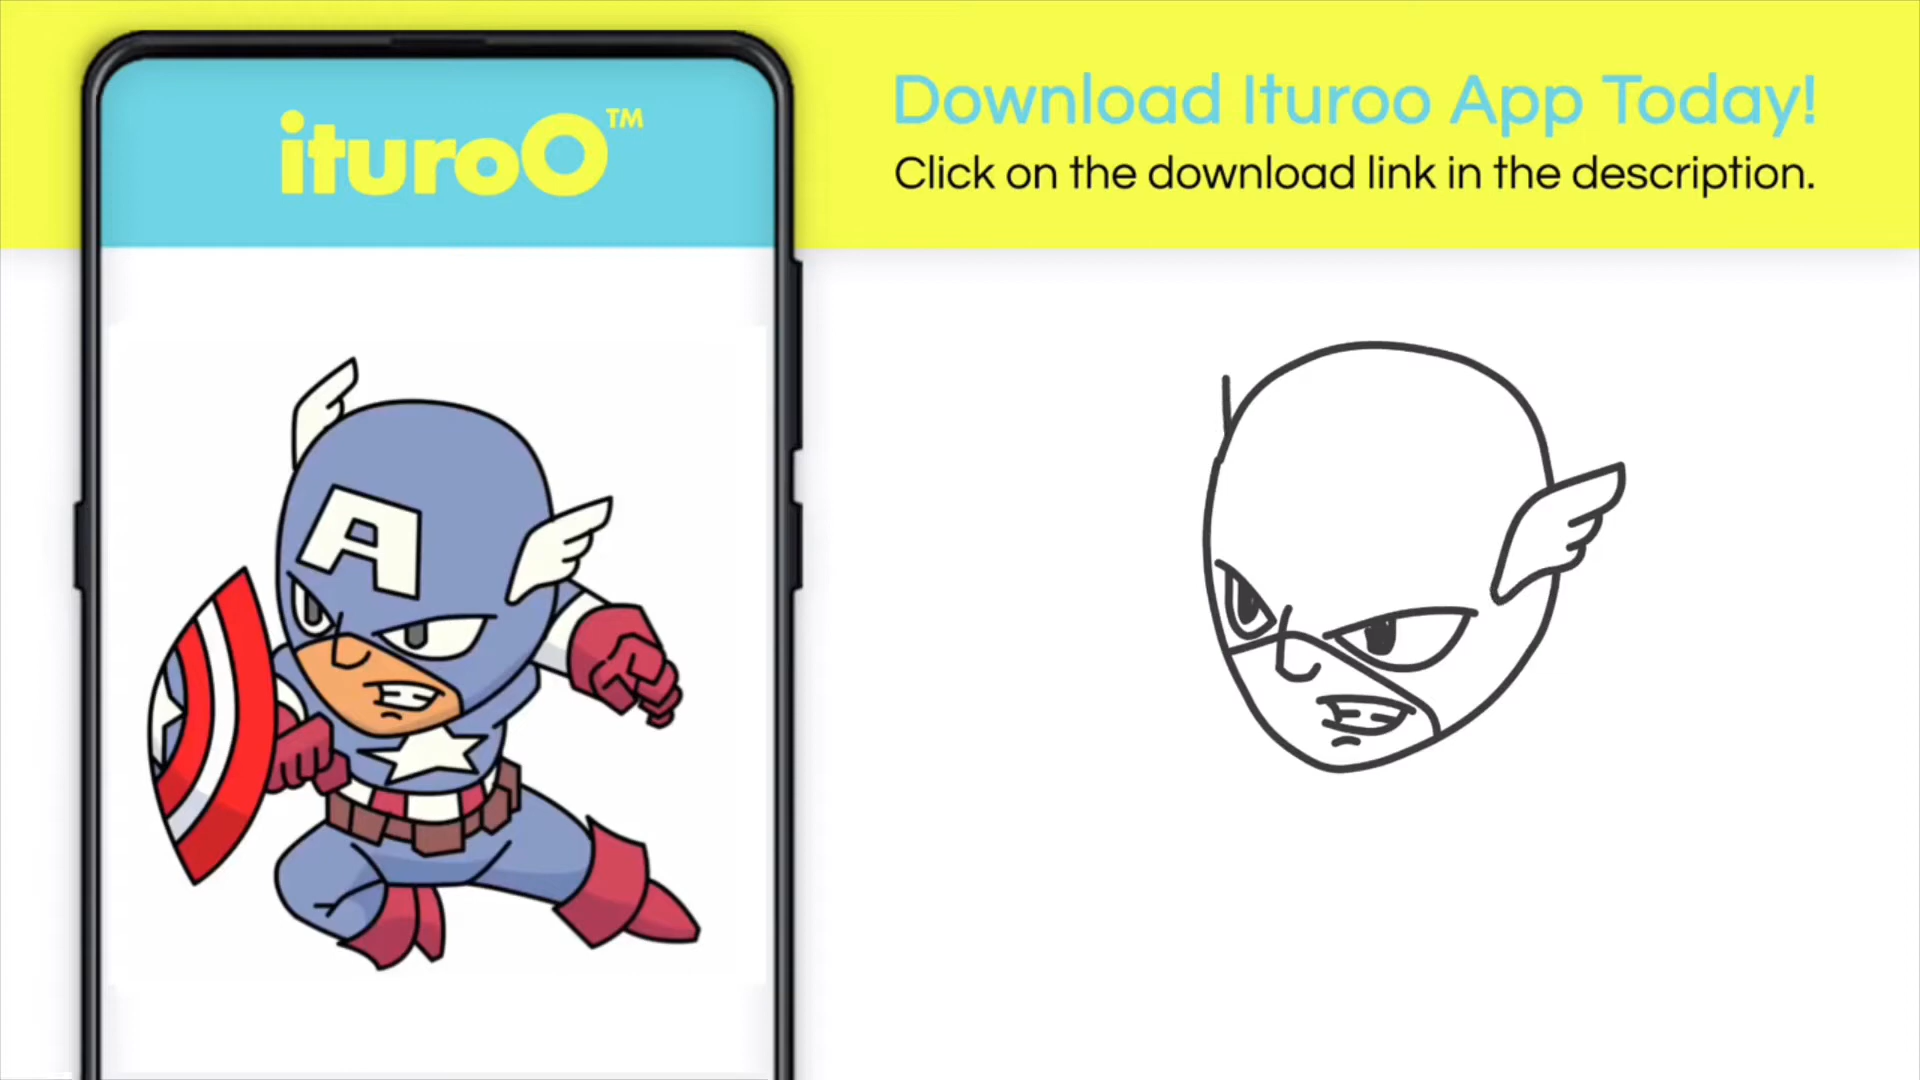 ituroO™
Download Ituroo App Today!
Click on the download link in the description.
A